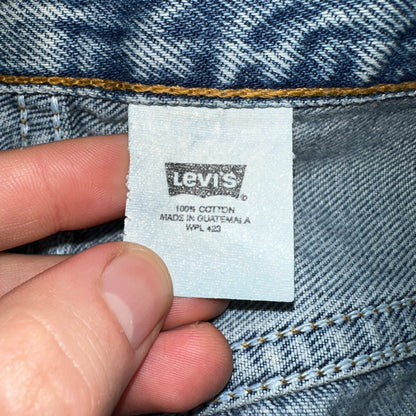 Levi's®
100% COTTON
MADE IN GUATEMALA
WPL 423